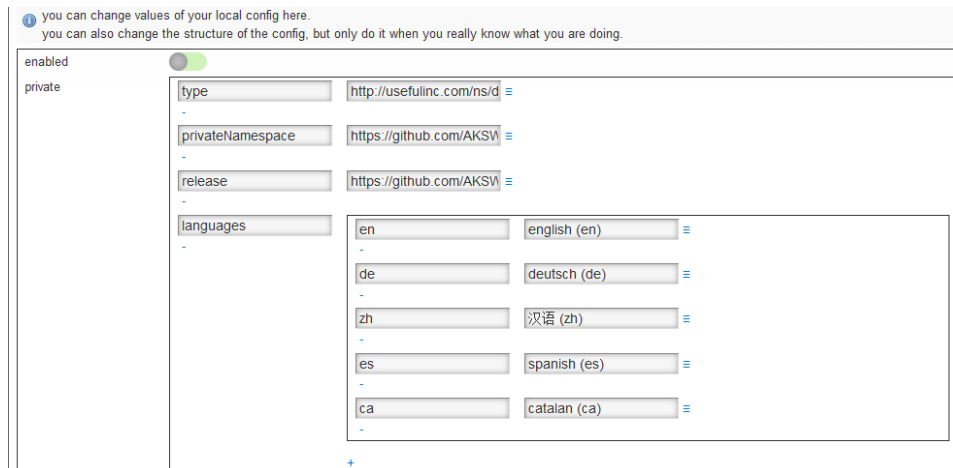 you can change values of your local config here.
you can also change the structure of the config, but only do it when you really know what you are doing.
enabled
private
type http://usefulinc.com/ns/d ≡
-
privateNamespace https://github.com/AKSW ≡
-
release https://github.com/AKSW ≡
-
languages
-
en english (en) ≡
-
de deutsch (de) ≡
-
zh 汉语 (zh) ≡
-
es spanish (es) ≡
-
ca catalan (ca) ≡
-
+